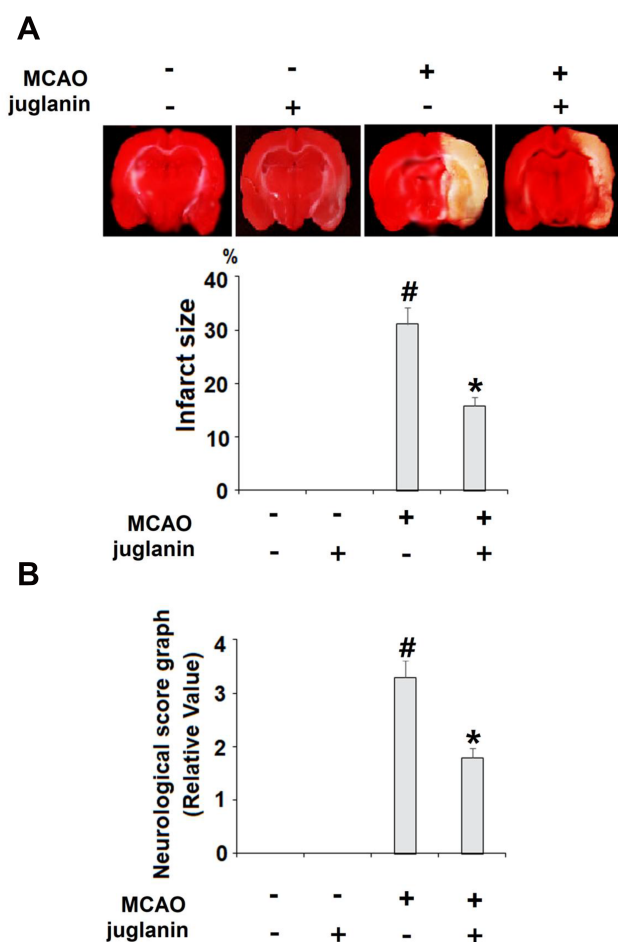 A
MCAO - - + +
juglanin - + - +
%
40
30
20
10
0
Infarct size
#
*
MCAO - - + +
juglanin - + - +
B
4
3
2
1
0
Neurological score graph
(Relative Value)
#
*
MCAO - - + +
juglanin - + - +